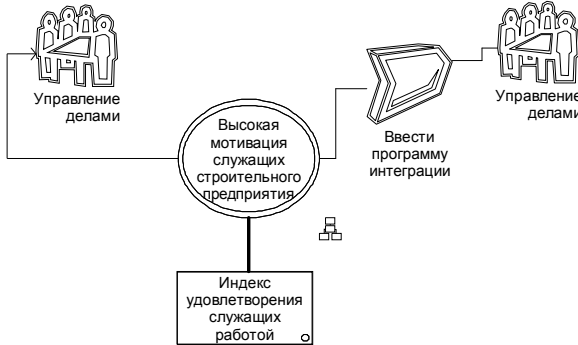 Управление
делами
Высокая
мотивация
служащих
строительного
предприятия
Ввести
программу
интеграции
Управление
делами
Индекс
удовлетворения
служащих
работой